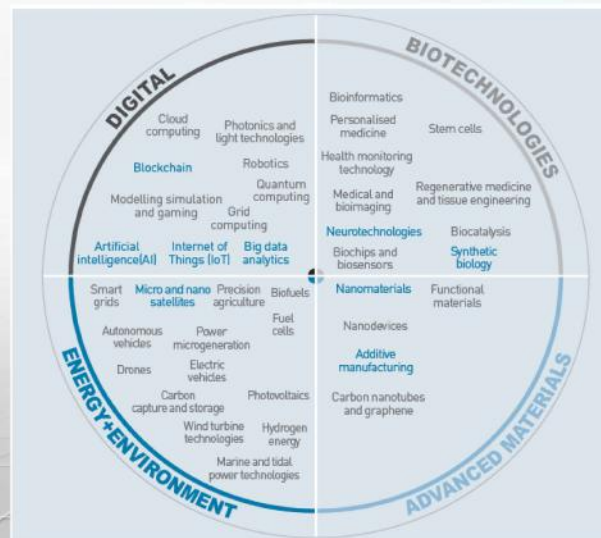 DIGITAL
Cloud
computing
Photonics and
light technologies
Blockchain
Robotics
Quantum
computing
Modelling simulation
and gaming
Grid
computing
Artificial
intelligence(AI)
Internet of
Things (IoT)
Big data
analytics
BIOTECHNOLOGIES
Bioinformatics
Personalised
medicine
Stem cells
Health monitoring
technology
Medical and
bioimaging
Regenerative medicine
and tissue engineering
Neurotechnologies
Biocatalysis
Biochips and
biosensors
Synthetic
biology
ENERGY+ENVIRONMENT
Smart
grids
Micro and nano
satellites
Precision
agriculture
Biofuels
Fuel
cells
Autonomous
vehicles
Power
microgeneration
Drones
Electric
vehicles
Carbon
capture and storage
Photovoltaics
Wind turbine
technologies
Hydrogen
energy
Marine and tidal
power technologies
Nanomaterials
Functional
materials
Nanodevices
Additive
manufacturing
Carbon nanotubes
and graphene
ADVANCED MATERIALS